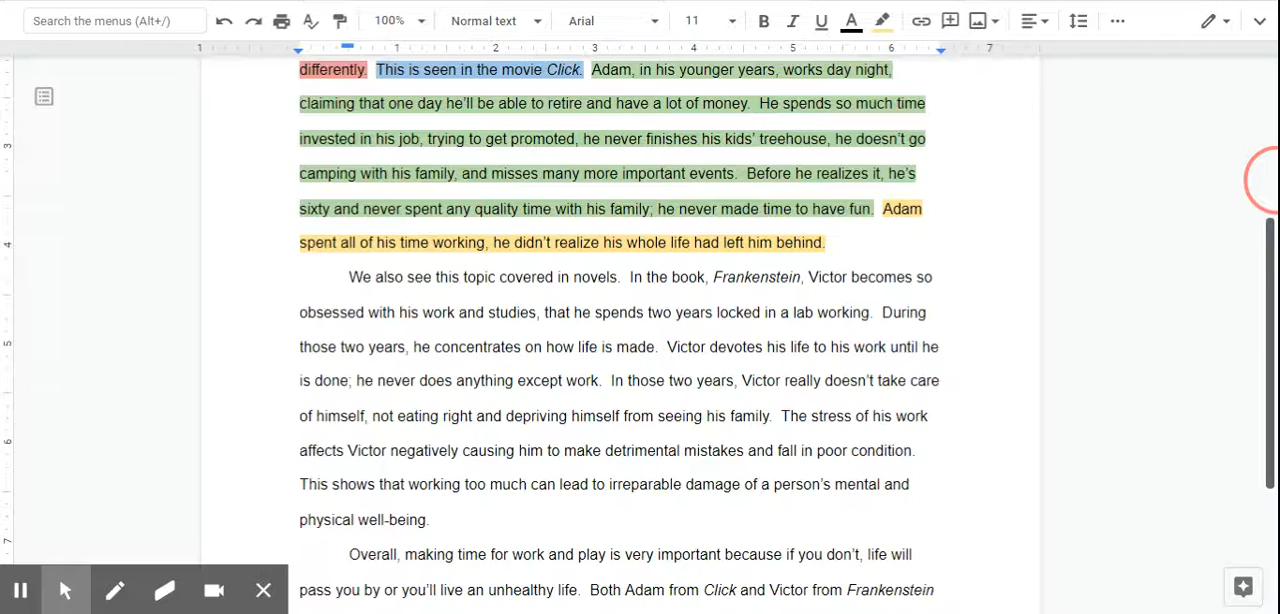 Search the menus (Alt+/) 100% Normal text Arial 11 B I U A
1 1 2 3 4 5 6 7
differently. This is seen in the movie Click. Adam, in his younger years, works day night,
claiming that one day he'll be able to retire and have a lot of money. He spends so much time
3
invested in his job, trying to get promoted, he never finishes his kids' treehouse, he doesn't go
camping with his family, and misses many more important events. Before he realizes it, he's
sixty and never spent any quality time with his family; he never made time to have fun. Adam
4
spent all of his time working, he didn't realize his whole life had left him behind.
We also see this topic covered in novels. In the book, Frankenstein, Victor becomes so
obsessed with his work and studies, that he spends two years locked in a lab working. During
5
those two years, he concentrates on how life is made. Victor devotes his life to his work until he
is done; he never does anything except work. In those two years, Victor really doesn't take care
of himself, not eating right and depriving himself from seeing his family. The stress of his work
6
affects Victor negatively causing him to make detrimental mistakes and fall in poor condition.
This shows that working too much can lead to irreparable damage of a person's mental and
physical well-being.
7
Overall, making time for work and play is very important because if you don't, life will
pass you by or you'll live an unhealthy life. Both Adam from Click and Victor from Frankenstein